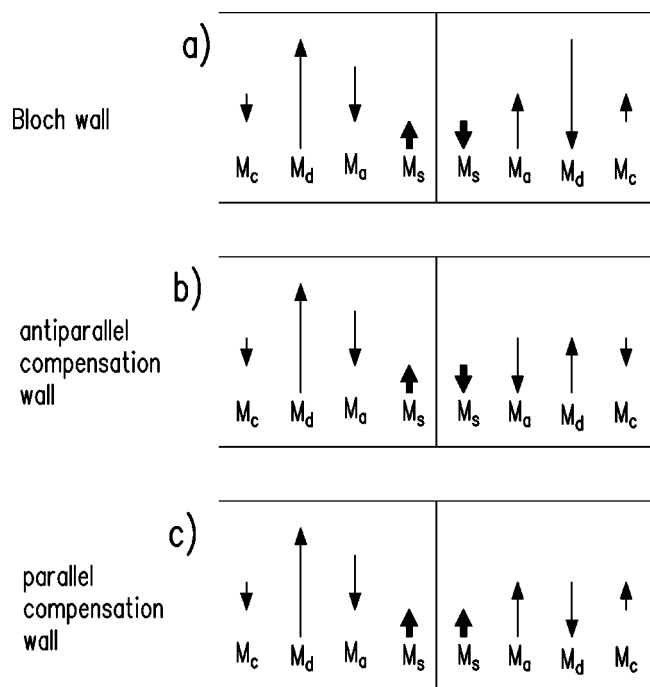 a)
Bloch wall
M_c M_d M_a M_s M_s M_a M_d M_c
b)
antiparallel
compensation
wall
M_c M_d M_a M_s M_s M_a M_d M_c
c)
parallel
compensation
wall
M_c M_d M_a M_s M_s M_a M_d M_c